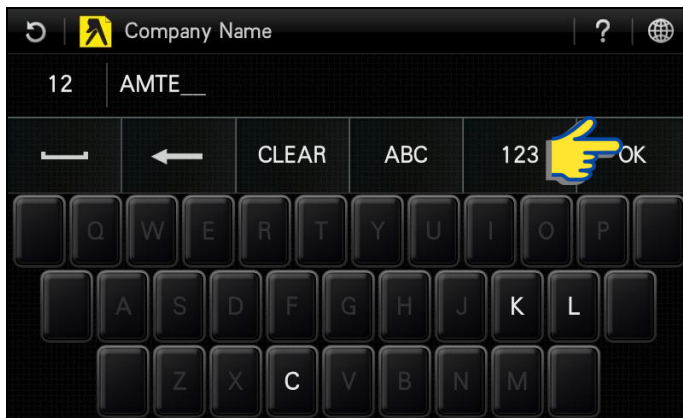 Company Name ?
12 AMTE__
CLEAR ABC 123 OK
Q W E R T Y U I O P
A S D F G H J K L
Z X C V B N M